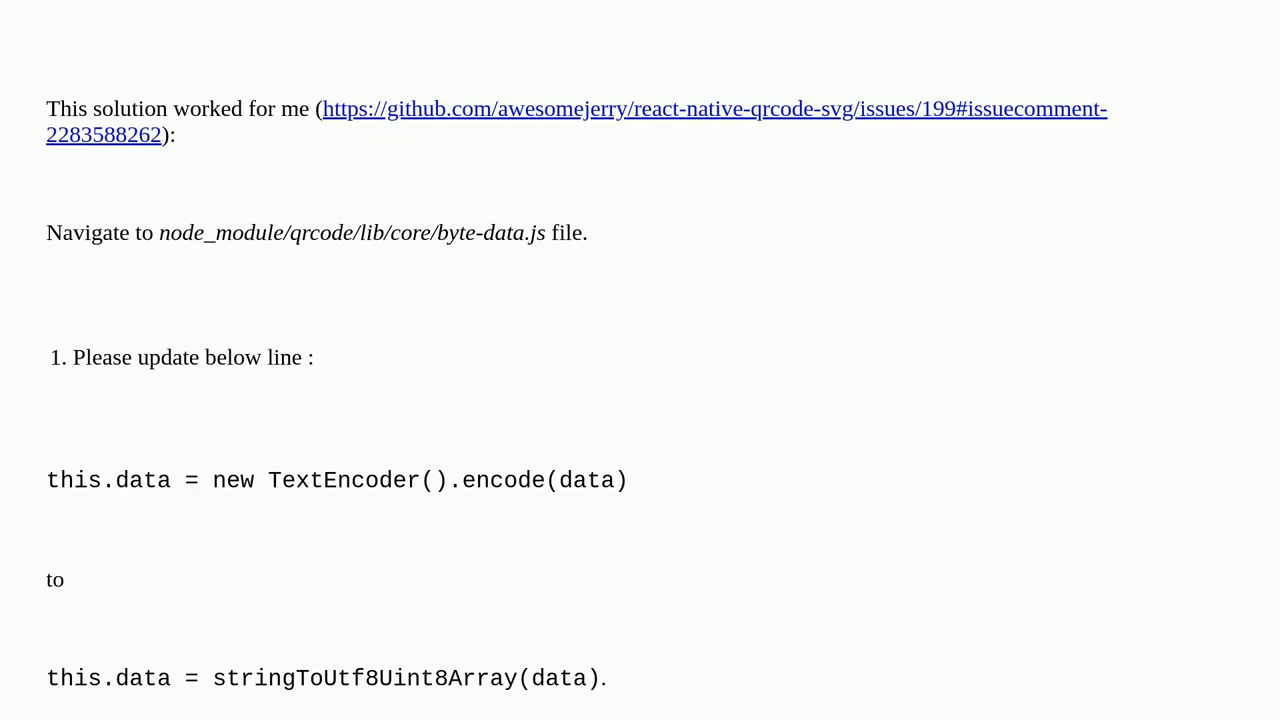 This solution worked for me (https://github.com/awesomejerry/react-native-qrcode-svg/issues/199#issuecomment-
2283588262):
Navigate to node_module/qrcode/lib/core/byte-data.js file.
1. Please update below line :
this.data = new TextEncoder().encode(data)
to
this.data = stringToUtf8Uint8Array(data).